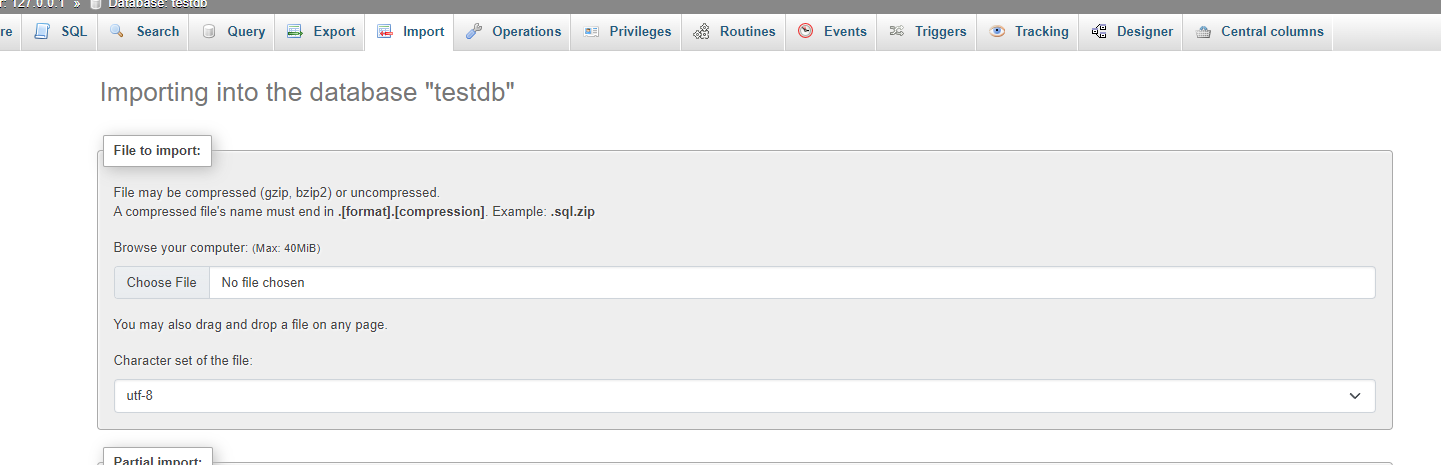 r: 127.0.0.1 » Database: testdb
re SQL Search Query Export Import Operations Privileges Routines Events Triggers Tracking Designer Central columns
Importing into the database "testdb"
File to import:
File may be compressed (gzip, bzip2) or uncompressed.
A compressed file's name must end in .[format].[compression]. Example: .sql.zip
Browse your computer: (Max: 40MiB)
Choose File No file chosen
You may also drag and drop a file on any page.
Character set of the file:
utf-8
Partial import: